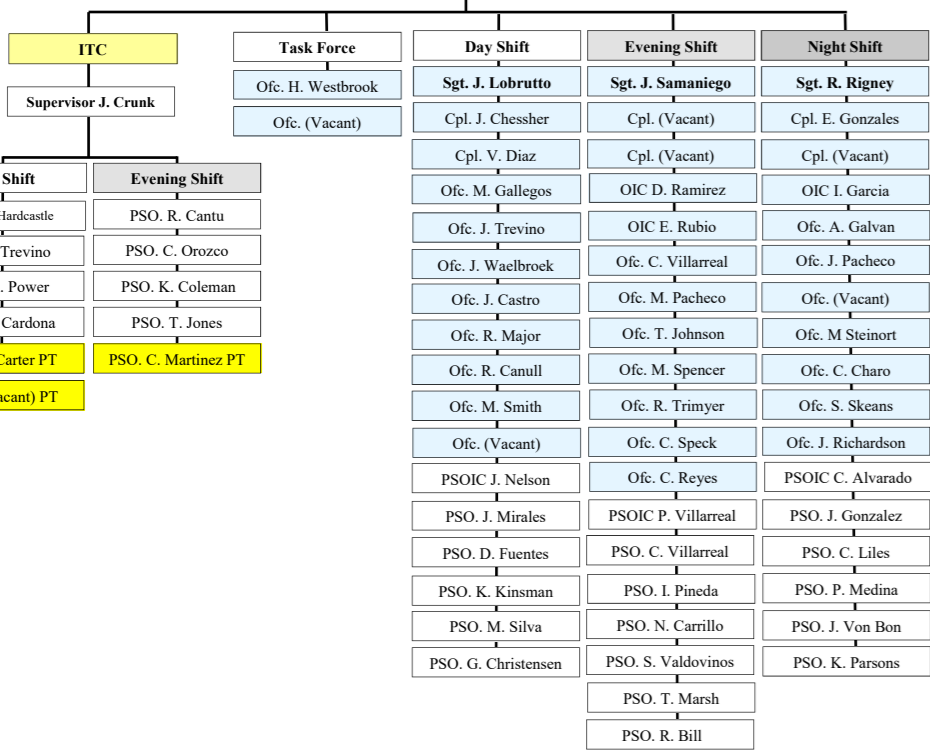 ITC
Supervisor J. Crunk
Shift
Hardcastle
Trevino
. Power
Cardona
Carter PT
acant) PT
Evening Shift
PSO. R. Cantu
PSO. C. Orozco
PSO. K. Coleman
PSO. T. Jones
PSO. C. Martinez PT
Task Force
Ofc. H. Westbrook
Ofc. (Vacant)
Day Shift
Sgt. J. Lobrutto
Cpl. J. Chessher
Cpl. V. Diaz
Ofc. M. Gallegos
Ofc. J. Trevino
Ofc. J. Waelbroek
Ofc. J. Castro
Ofc. R. Major
Ofc. R. Canull
Ofc. M. Smith
Ofc. (Vacant)
PSOIC J. Nelson
PSO. J. Mirales
PSO. D. Fuentes
PSO. K. Kinsman
PSO. M. Silva
PSO. G. Christensen
Evening Shift
Sgt. J. Samaniego
Cpl. (Vacant)
Cpl. (Vacant)
OIC D. Ramirez
OIC E. Rubio
Ofc. C. Villarreal
Ofc. M. Pacheco
Ofc. T. Johnson
Ofc. M. Spencer
Ofc. R. Trimyer
Ofc. C. Speck
Ofc. C. Reyes
PSOIC P. Villarreal
PSO. C. Villarreal
PSO. I. Pineda
PSO. N. Carrillo
PSO. S. Valdovinos
PSO. T. Marsh
PSO. R. Bill
Night Shift
Sgt. R. Rigney
Cpl. E. Gonzales
Cpl. (Vacant)
OIC I. Garcia
Ofc. A. Galvan
Ofc. J. Pacheco
Ofc. (Vacant)
Ofc. M Steinort
Ofc. C. Charo
Ofc. S. Skeans
Ofc. J. Richardson
PSOIC C. Alvarado
PSO. J. Gonzalez
PSO. C. Liles
PSO. P. Medina
PSO. J. Von Bon
PSO. K. Parsons